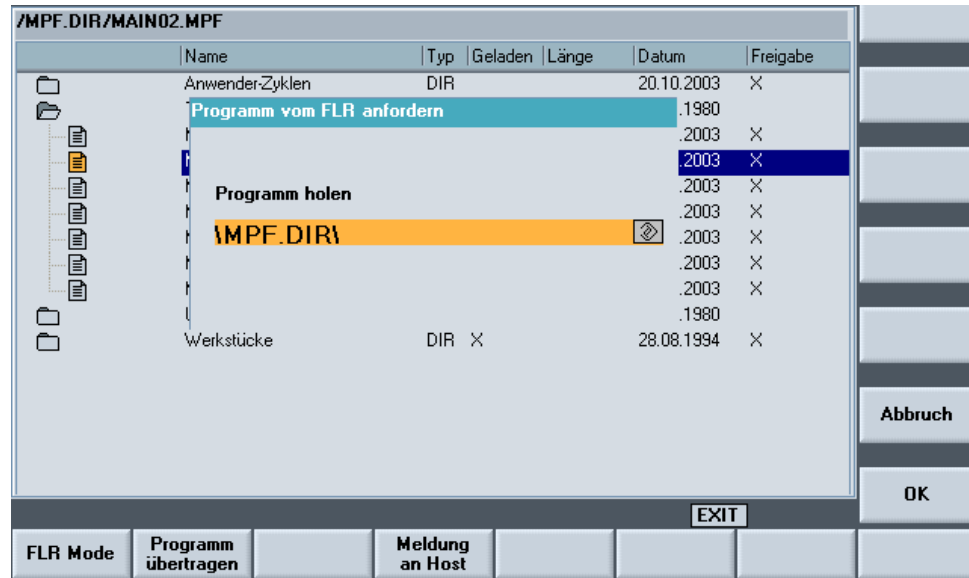 /MPF.DIR/MAIN02.MPF
Name Typ Geladen Länge Datum Freigabe
Anwender-Zyklen DIR 20.10.2003 X
Programm vom FLR anfordern .1980
.2003 X
.2003 X
.2003 X
Programm holen
.2003 X
\MPF.DIR\ .2003 X
.2003 X
.2003 X
.1980
Werkstücke DIR X 28.08.1994 X
Abbruch
OK
EXIT
FLR Mode
Programm
übertragen
Meldung
an Host